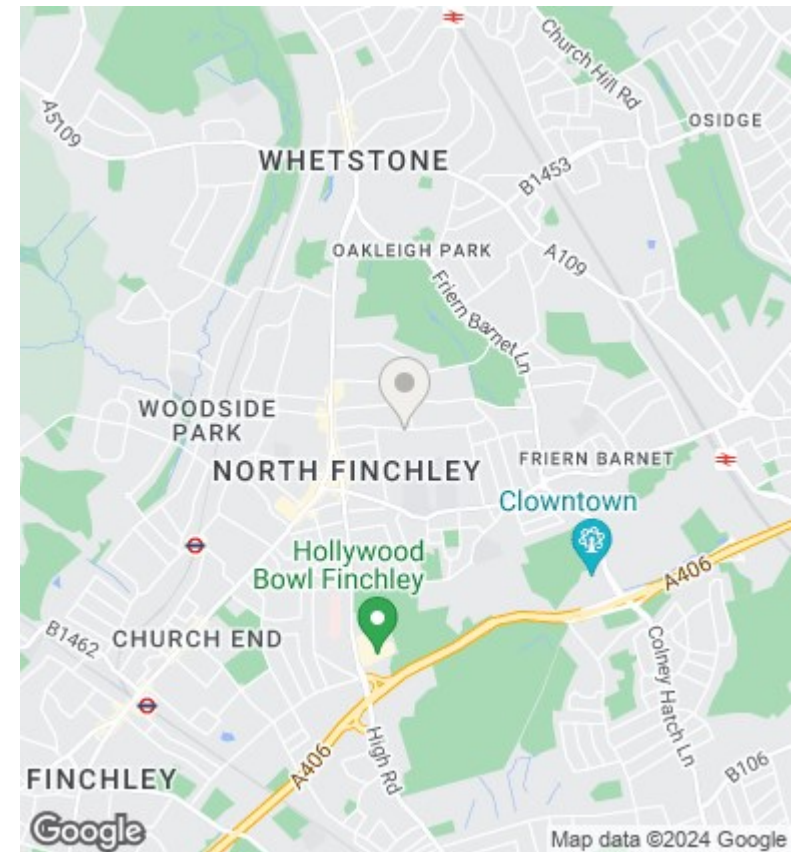 Church Hill Rd
A5109
OSIDGE
WHETSTONE
B1453
OAKLEIGH PARK
A109
Friern Barnet Ln
WOODSIDE
PARK
NORTH FINCHLEY
FRIERN BARNET
Clowntown
Hollywood
Bowl Finchley
A406
B1462
CHURCH END
Colney Hatch Ln
High Rd
A406
B106
FINCHLEY
Google
Map data ©2024 Google